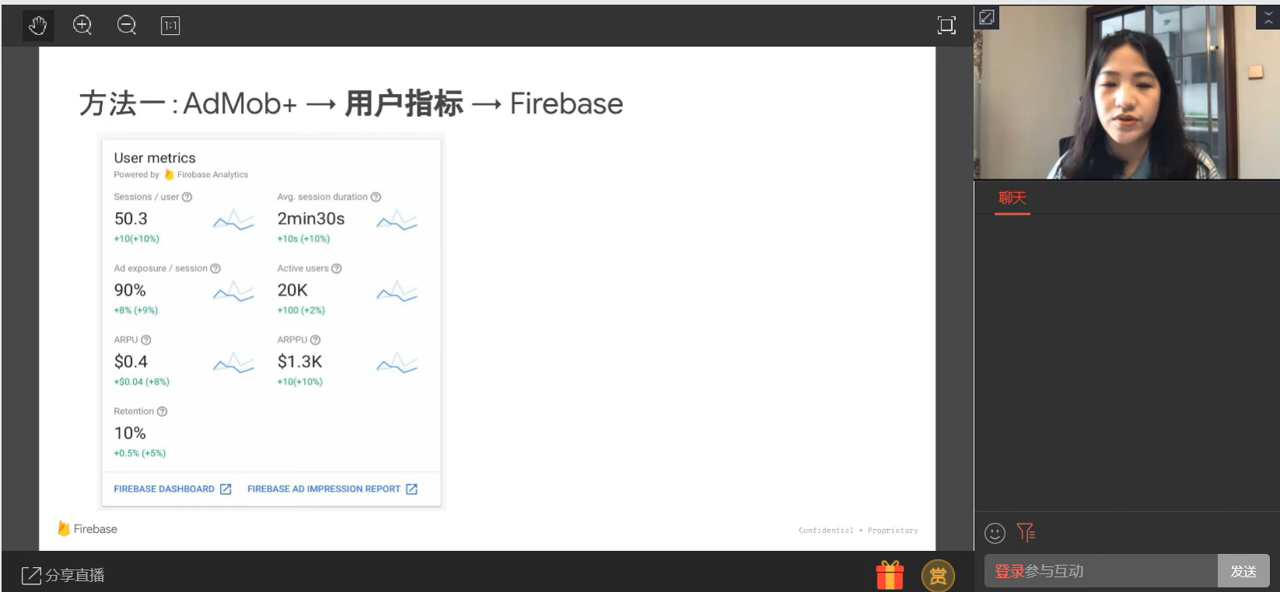 1:1
方法一：AdMob+ → 用户指标 → Firebase
User metrics
Powered by Firebase Analytics
Sessions / user
Avg. session duration
50.3
2min30s
+10(+10%)
+10s (+10%)
Ad exposure / session
Active users
90%
20K
+8% (+9%)
+100 (+2%)
ARPU
ARPPU
$0.4
$1.3K
+$0.04 (+8%)
+10(+10%)
Retention
10%
+0.5% (+5%)
FIREBASE DASHBOARD
FIREBASE AD IMPRESSION REPORT
Firebase
Confidential + Proprietary
分享直播
赏
聊天
登录参与互动
发送